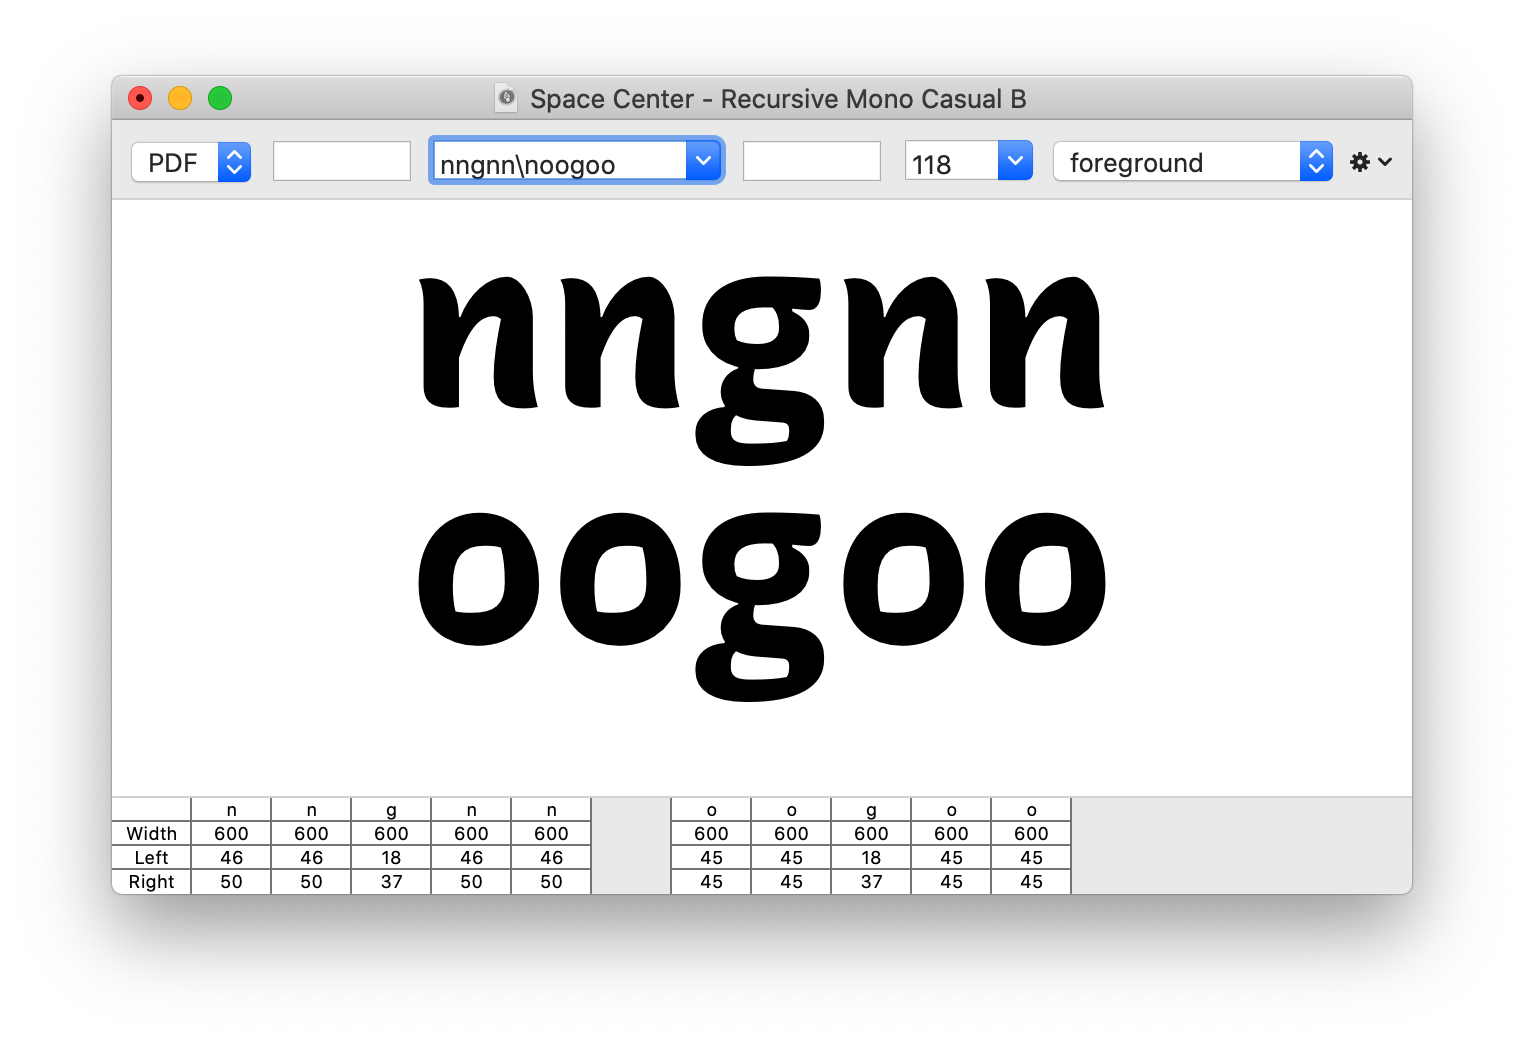 Space Center - Recursive Mono Casual B
PDF nngnn\noogoo 118 foreground
nngnn
oogoo
n n g n n o o g o o
Width 600 600 600 600 600 600 600 600 600 600
Left 46 46 18 46 46 45 45 18 45 45
Right 50 50 37 50 50 45 45 37 45 45